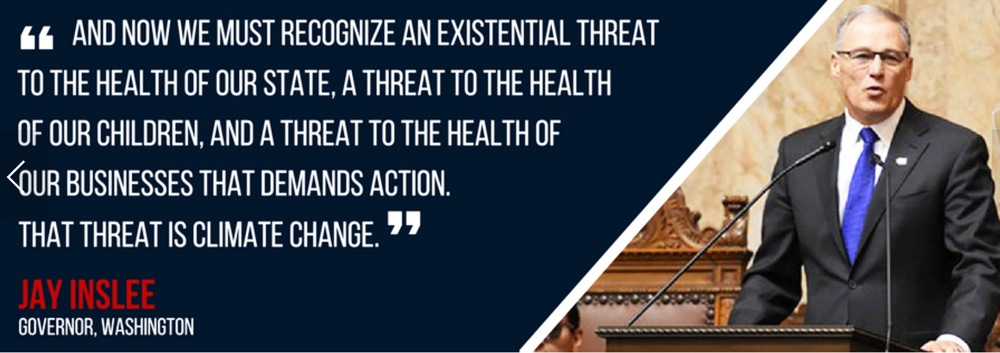 “ AND NOW WE MUST RECOGNIZE AN EXISTENTIAL THREAT
TO THE HEALTH OF OUR STATE, A THREAT TO THE HEALTH
OF OUR CHILDREN, AND A THREAT TO THE HEALTH OF
OUR BUSINESSES THAT DEMANDS ACTION.
THAT THREAT IS CLIMATE CHANGE. ”
JAY INSLEE
GOVERNOR, WASHINGTON